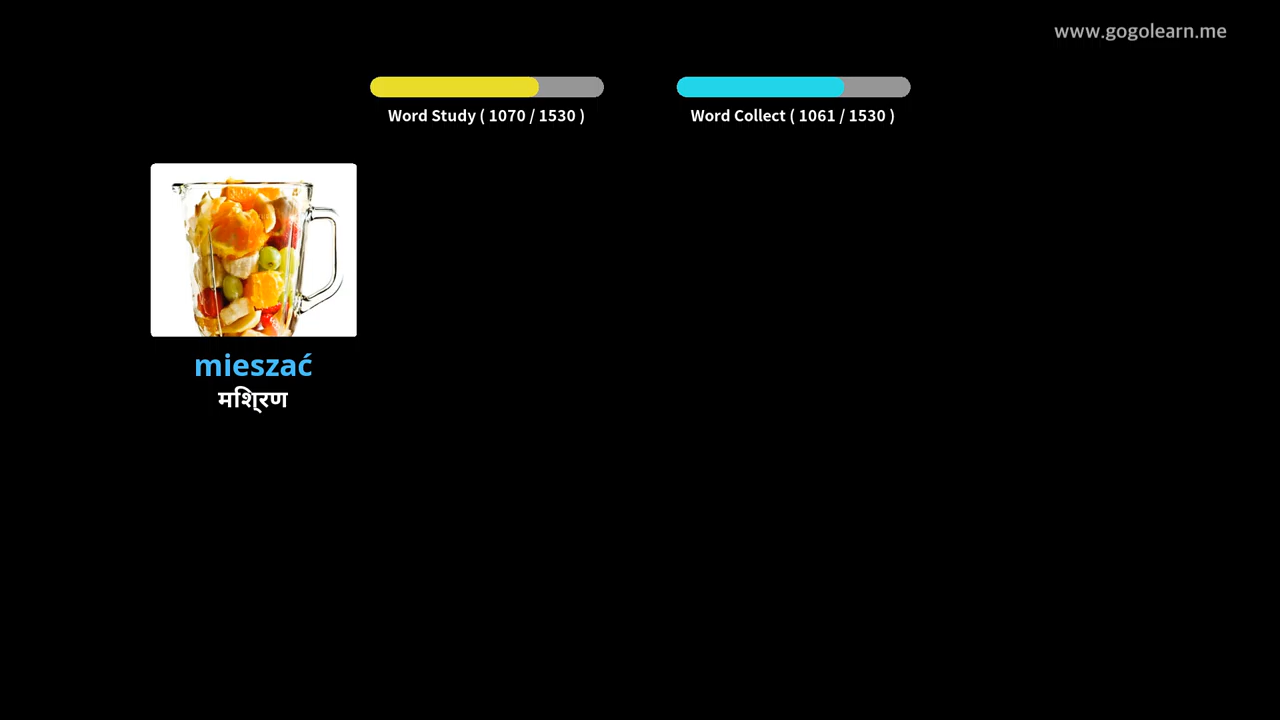 www.gogolearn.me
Word Study ( 1070 / 1530 )
Word Collect ( 1061 / 1530 )
mieszać
मिश्रण